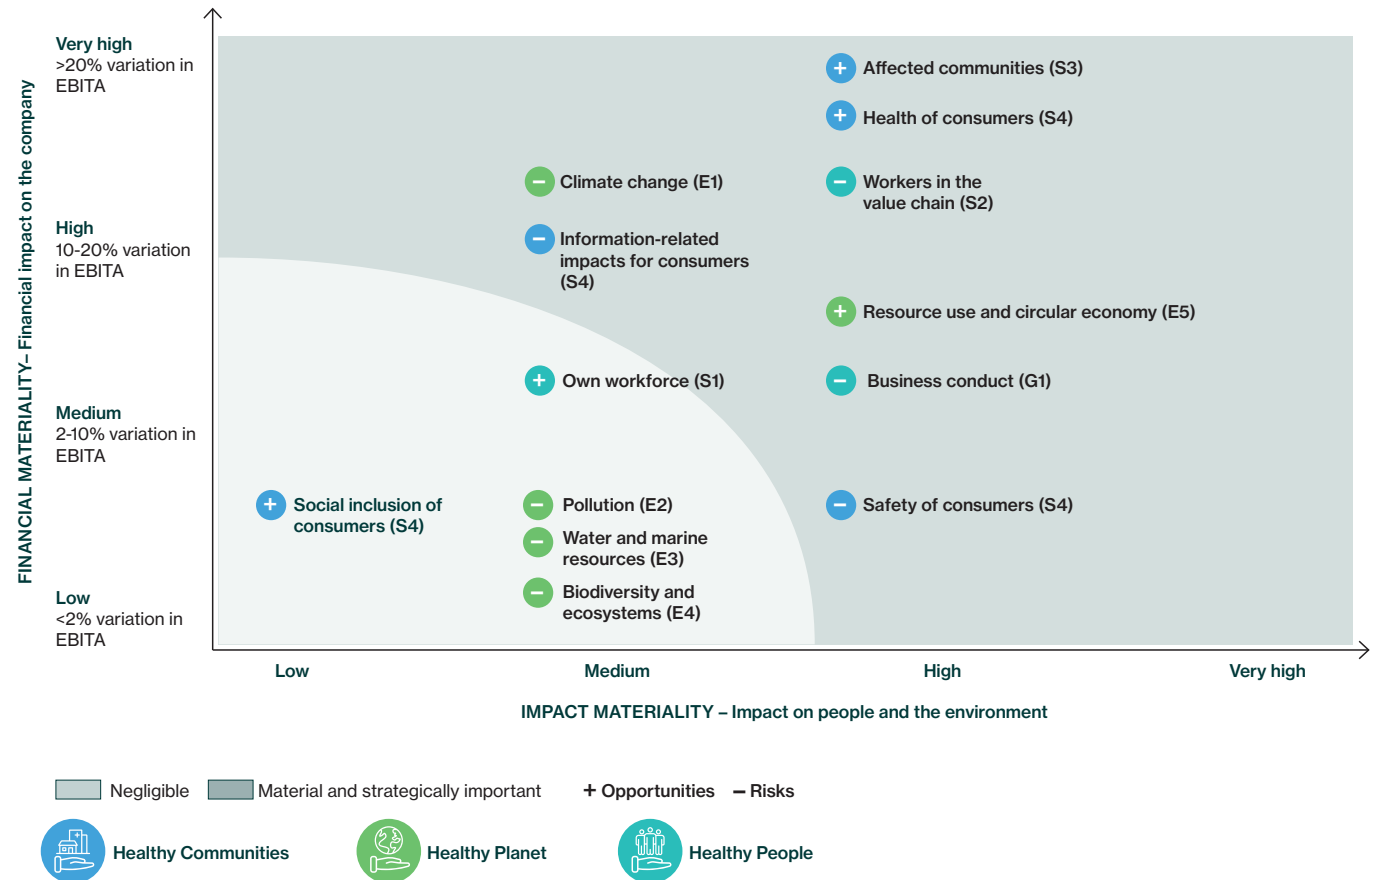 FINANCIAL MATERIALITY– Financial impact on the company
Very high
>20% variation in
EBITA
High
10-20% variation
in EBITA
Medium
2-10% variation in
EBITA
Low
<2% variation in
EBITA
+ Affected communities (S3)
+ Health of consumers (S4)
– Climate change (E1)
– Workers in the
value chain (S2)
– Information-related
impacts for consumers
(S4)
+ Resource use and circular economy (E5)
+ Own workforce (S1)
– Business conduct (G1)
+ Social inclusion of
consumers (S4)
– Pollution (E2)
– Safety of consumers (S4)
– Water and marine
resources (E3)
– Biodiversity and
ecosystems (E4)
Low
Medium
High
Very high
IMPACT MATERIALITY – Impact on people and the environment
Negligible
Material and strategically important
+ Opportunities
– Risks
Healthy Communities
Healthy Planet
Healthy People